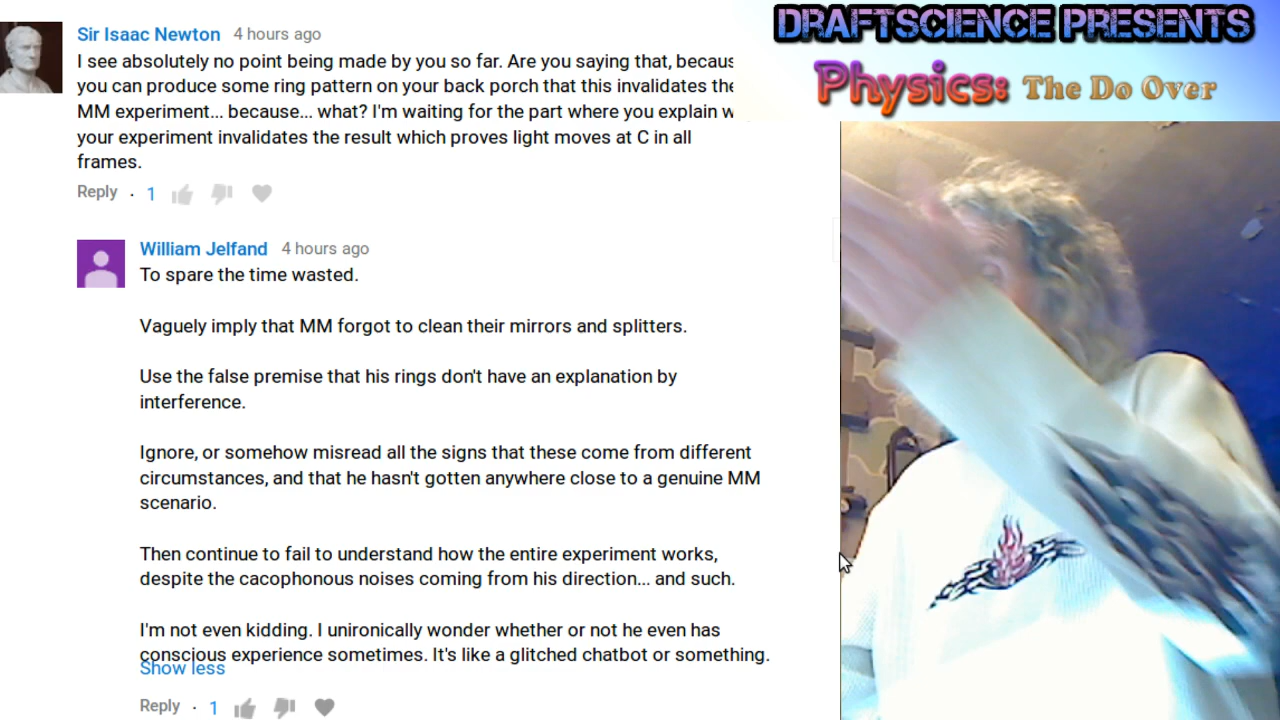 DRAFTSCIENCE PRESENTS
Physics: The Do Over
Sir Isaac Newton 4 hours ago
I see absolutely no point being made by you so far. Are you saying that, becaus
you can produce some ring pattern on your back porch that this invalidates the
MM experiment... because... what? I'm waiting for the part where you explain w
your experiment invalidates the result which proves light moves at C in all
frames.
Reply · 1
William Jelfand 4 hours ago
To spare the time wasted.
Vaguely imply that MM forgot to clean their mirrors and splitters.
Use the false premise that his rings don't have an explanation by
interference.
Ignore, or somehow misread all the signs that these come from different
circumstances, and that he hasn't gotten anywhere close to a genuine MM
scenario.
Then continue to fail to understand how the entire experiment works,
despite the cacophonous noises coming from his direction... and such.
I'm not even kidding. I unironically wonder whether or not he even has
conscious experience sometimes. It's like a glitched chatbot or something.
Show less
Reply · 1